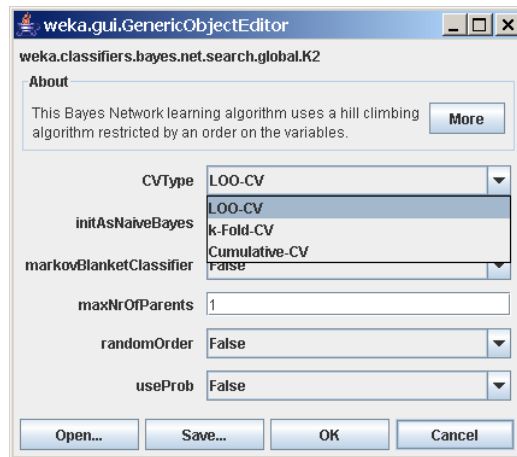 weka.gui.GenericObjectEditor
weka.classifiers.bayes.net.search.global.K2
About
This Bayes Network learning algorithm uses a hill climbing
algorithm restricted by an order on the variables.
More
CVType LOO-CV
LOO-CV
initAsNaiveBayes k-Fold-CV
Cumulative-CV
markovBlanketClassifier False
maxNrOfParents 1
randomOrder False
useProb False
Open... Save... OK Cancel